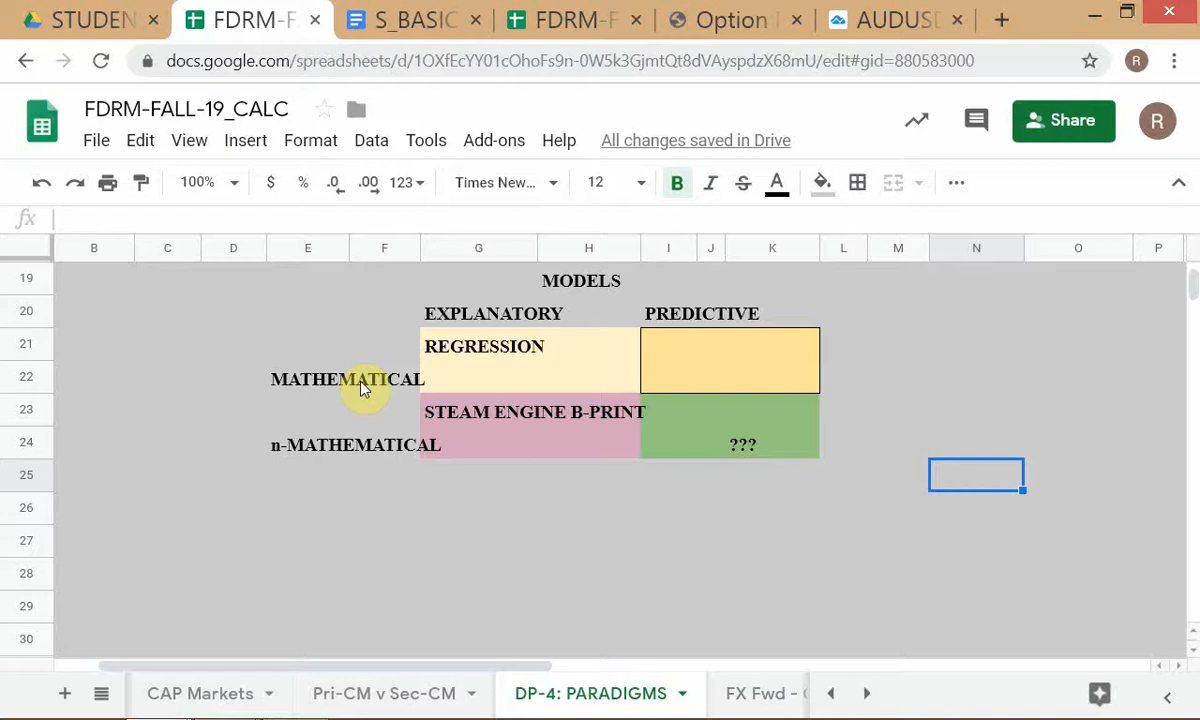 STUDEN
FDRM-F
S_BASIC
FDRM-F
Option
AUDUSD
docs.google.com/spreadsheets/d/1OXfEcYY01cOhoFs9n-0W5k3GjmtQt8dVAyspdzX68mU/edit#gid=880583000
R
FDRM-FALL-19_CALC
Share
R
File Edit View Insert Format Data Tools Add-ons Help All changes saved in Drive
100% $ % .0 .00 123 Times New... 12 B I S A
fx
B C D E F G H I J K L M N O P
19 MODELS
20 EXPLANATORY PREDICTIVE
21 REGRESSION
22 MATHEMATICAL
23 STEAM ENGINE B-PRINT
24 n-MATHEMATICAL ???
25
26
27
28
29
30
CAP Markets Pri-CM v Sec-CM DP-4: PARADIGMS FX Fwd -